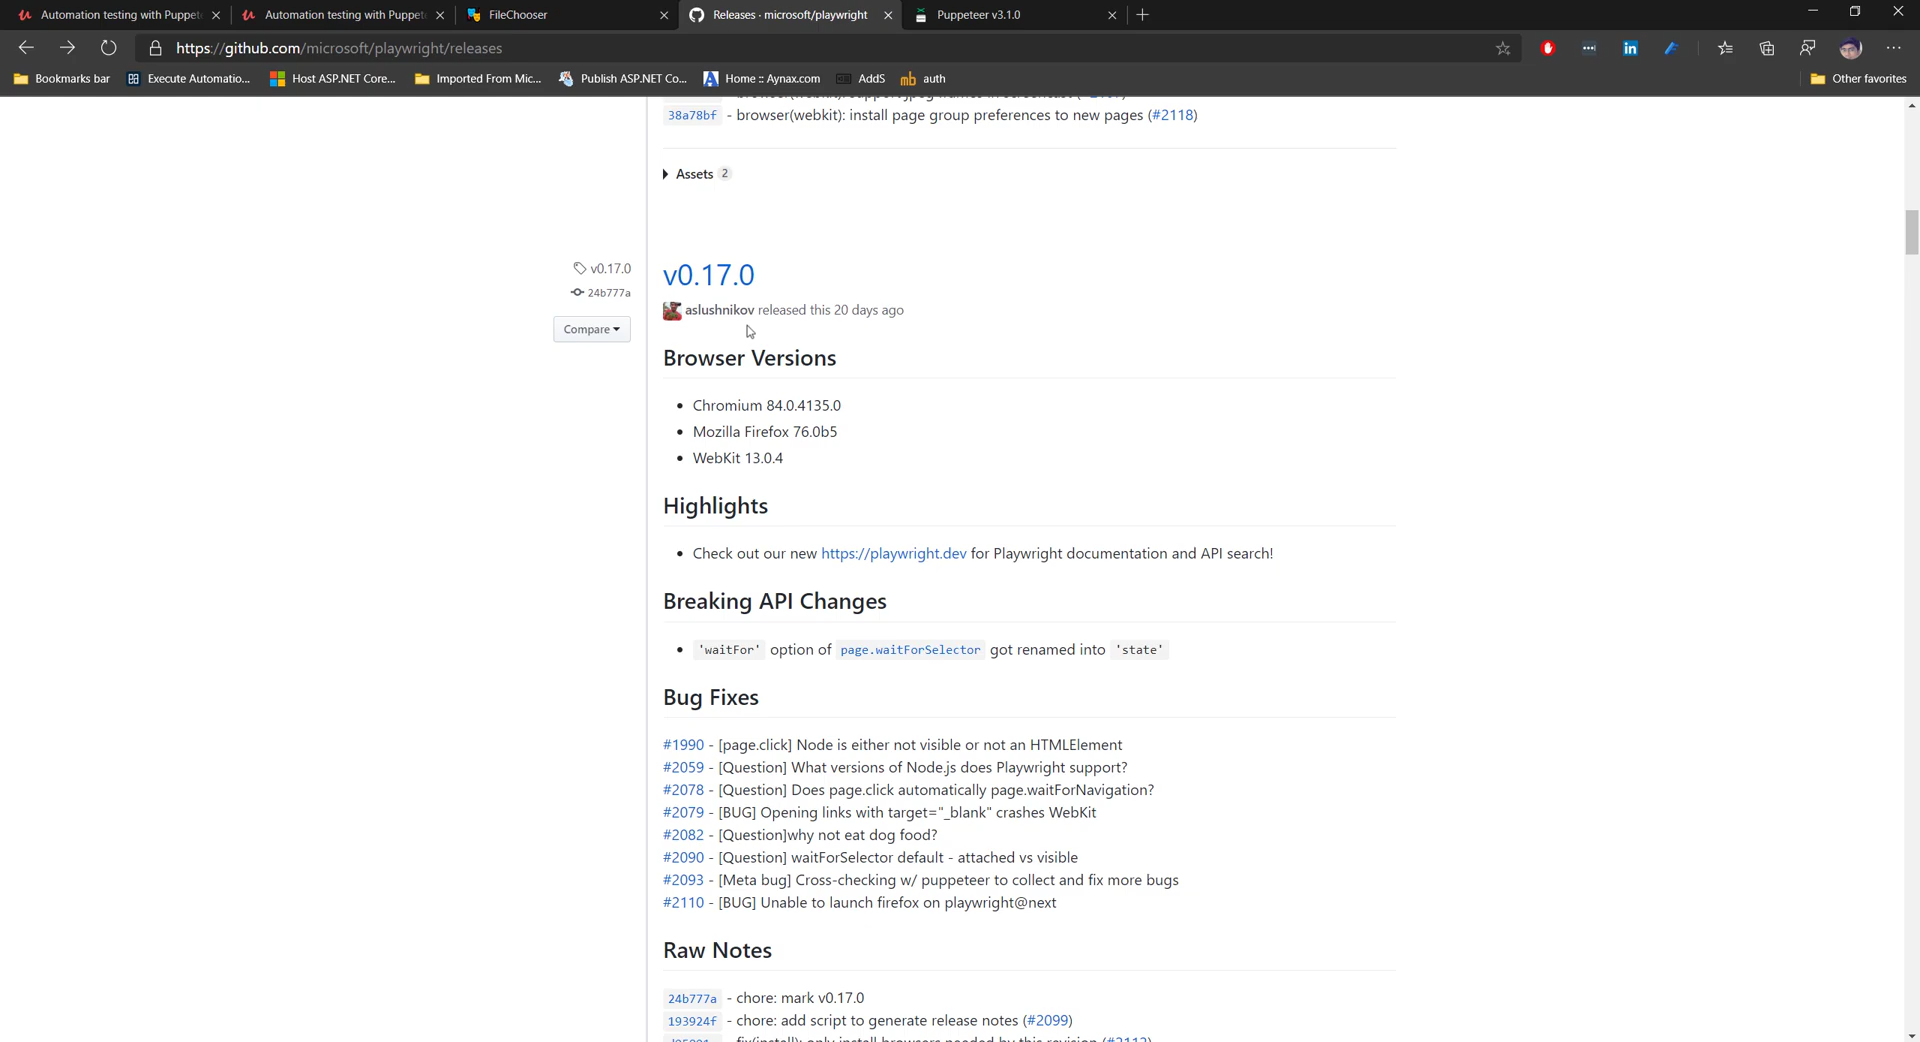 Automation testing with Puppet
Automation testing with Puppet
FileChooser
Releases · microsoft/playwright
Puppeteer v3.1.0
https://github.com/microsoft/playwright/releases
Bookmarks bar
Execute Automatio...
Host ASP.NET Core...
Imported From Mic...
Publish ASP.NET Co...
Home :: Aynax.com
AddS
auth
Other favorites
38a78bf - browser(webkit): install page group preferences to new pages (#2118)
Assets 2
v0.17.0
24b777a
Compare
v0.17.0
aslushnikov released this 20 days ago
Browser Versions
Chromium 84.0.4135.0
Mozilla Firefox 76.0b5
WebKit 13.0.4
Highlights
Check out our new https://playwright.dev for Playwright documentation and API search!
Breaking API Changes
'waitFor' option of page.waitForSelector got renamed into 'state'
Bug Fixes
#1990 - [page.click] Node is either not visible or not an HTMLElement
#2059 - [Question] What versions of Node.js does Playwright support?
#2078 - [Question] Does page.click automatically page.waitForNavigation?
#2079 - [BUG] Opening links with target="_blank" crashes WebKit
#2082 - [Question]why not eat dog food?
#2090 - [Question] waitForSelector default - attached vs visible
#2093 - [Meta bug] Cross-checking w/ puppeteer to collect and fix more bugs
#2110 - [BUG] Unable to launch firefox on playwright@next
Raw Notes
24b777a - chore: mark v0.17.0
193924f - chore: add script to generate release notes (#2099)
- fix(install): only install browsers needed by this revision